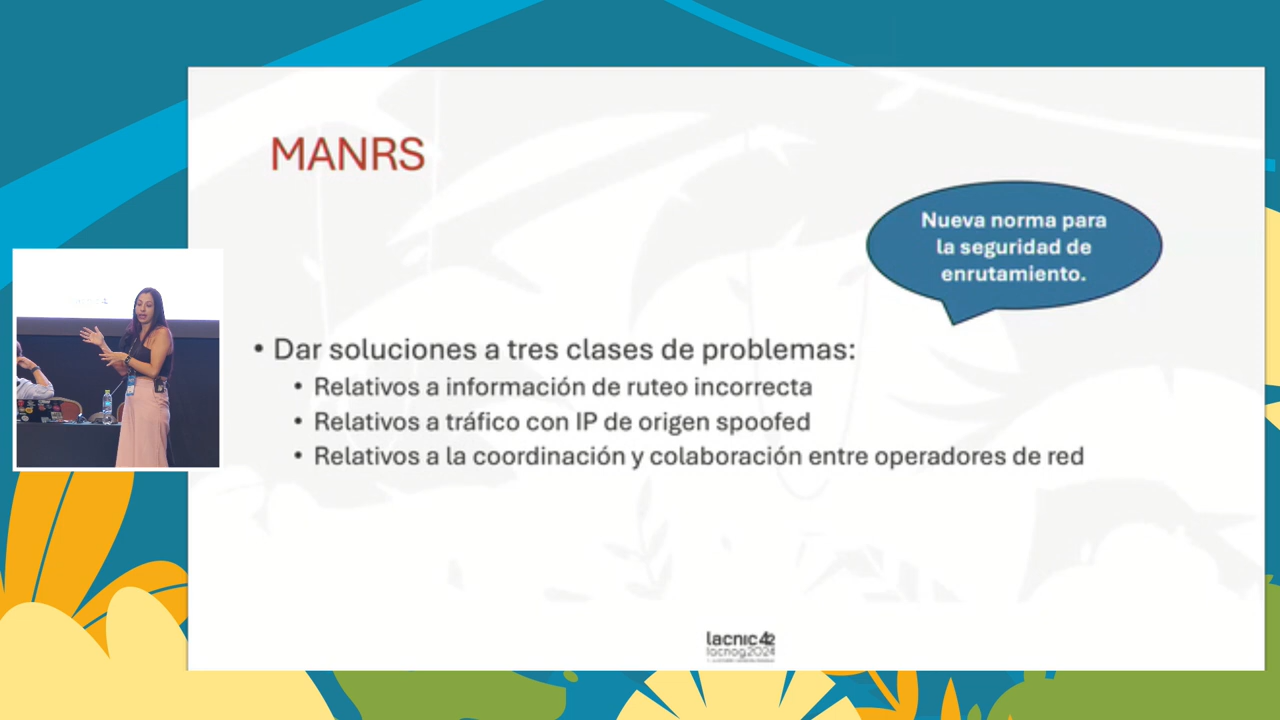 MANRS
Nueva norma para
la seguridad de
enrutamiento.
• Dar soluciones a tres clases de problemas:
• Relativos a información de ruteo incorrecta
• Relativos a tráfico con IP de origen spoofed
• Relativos a la coordinación y colaboración entre operadores de red
lacnic42
lacnog2024